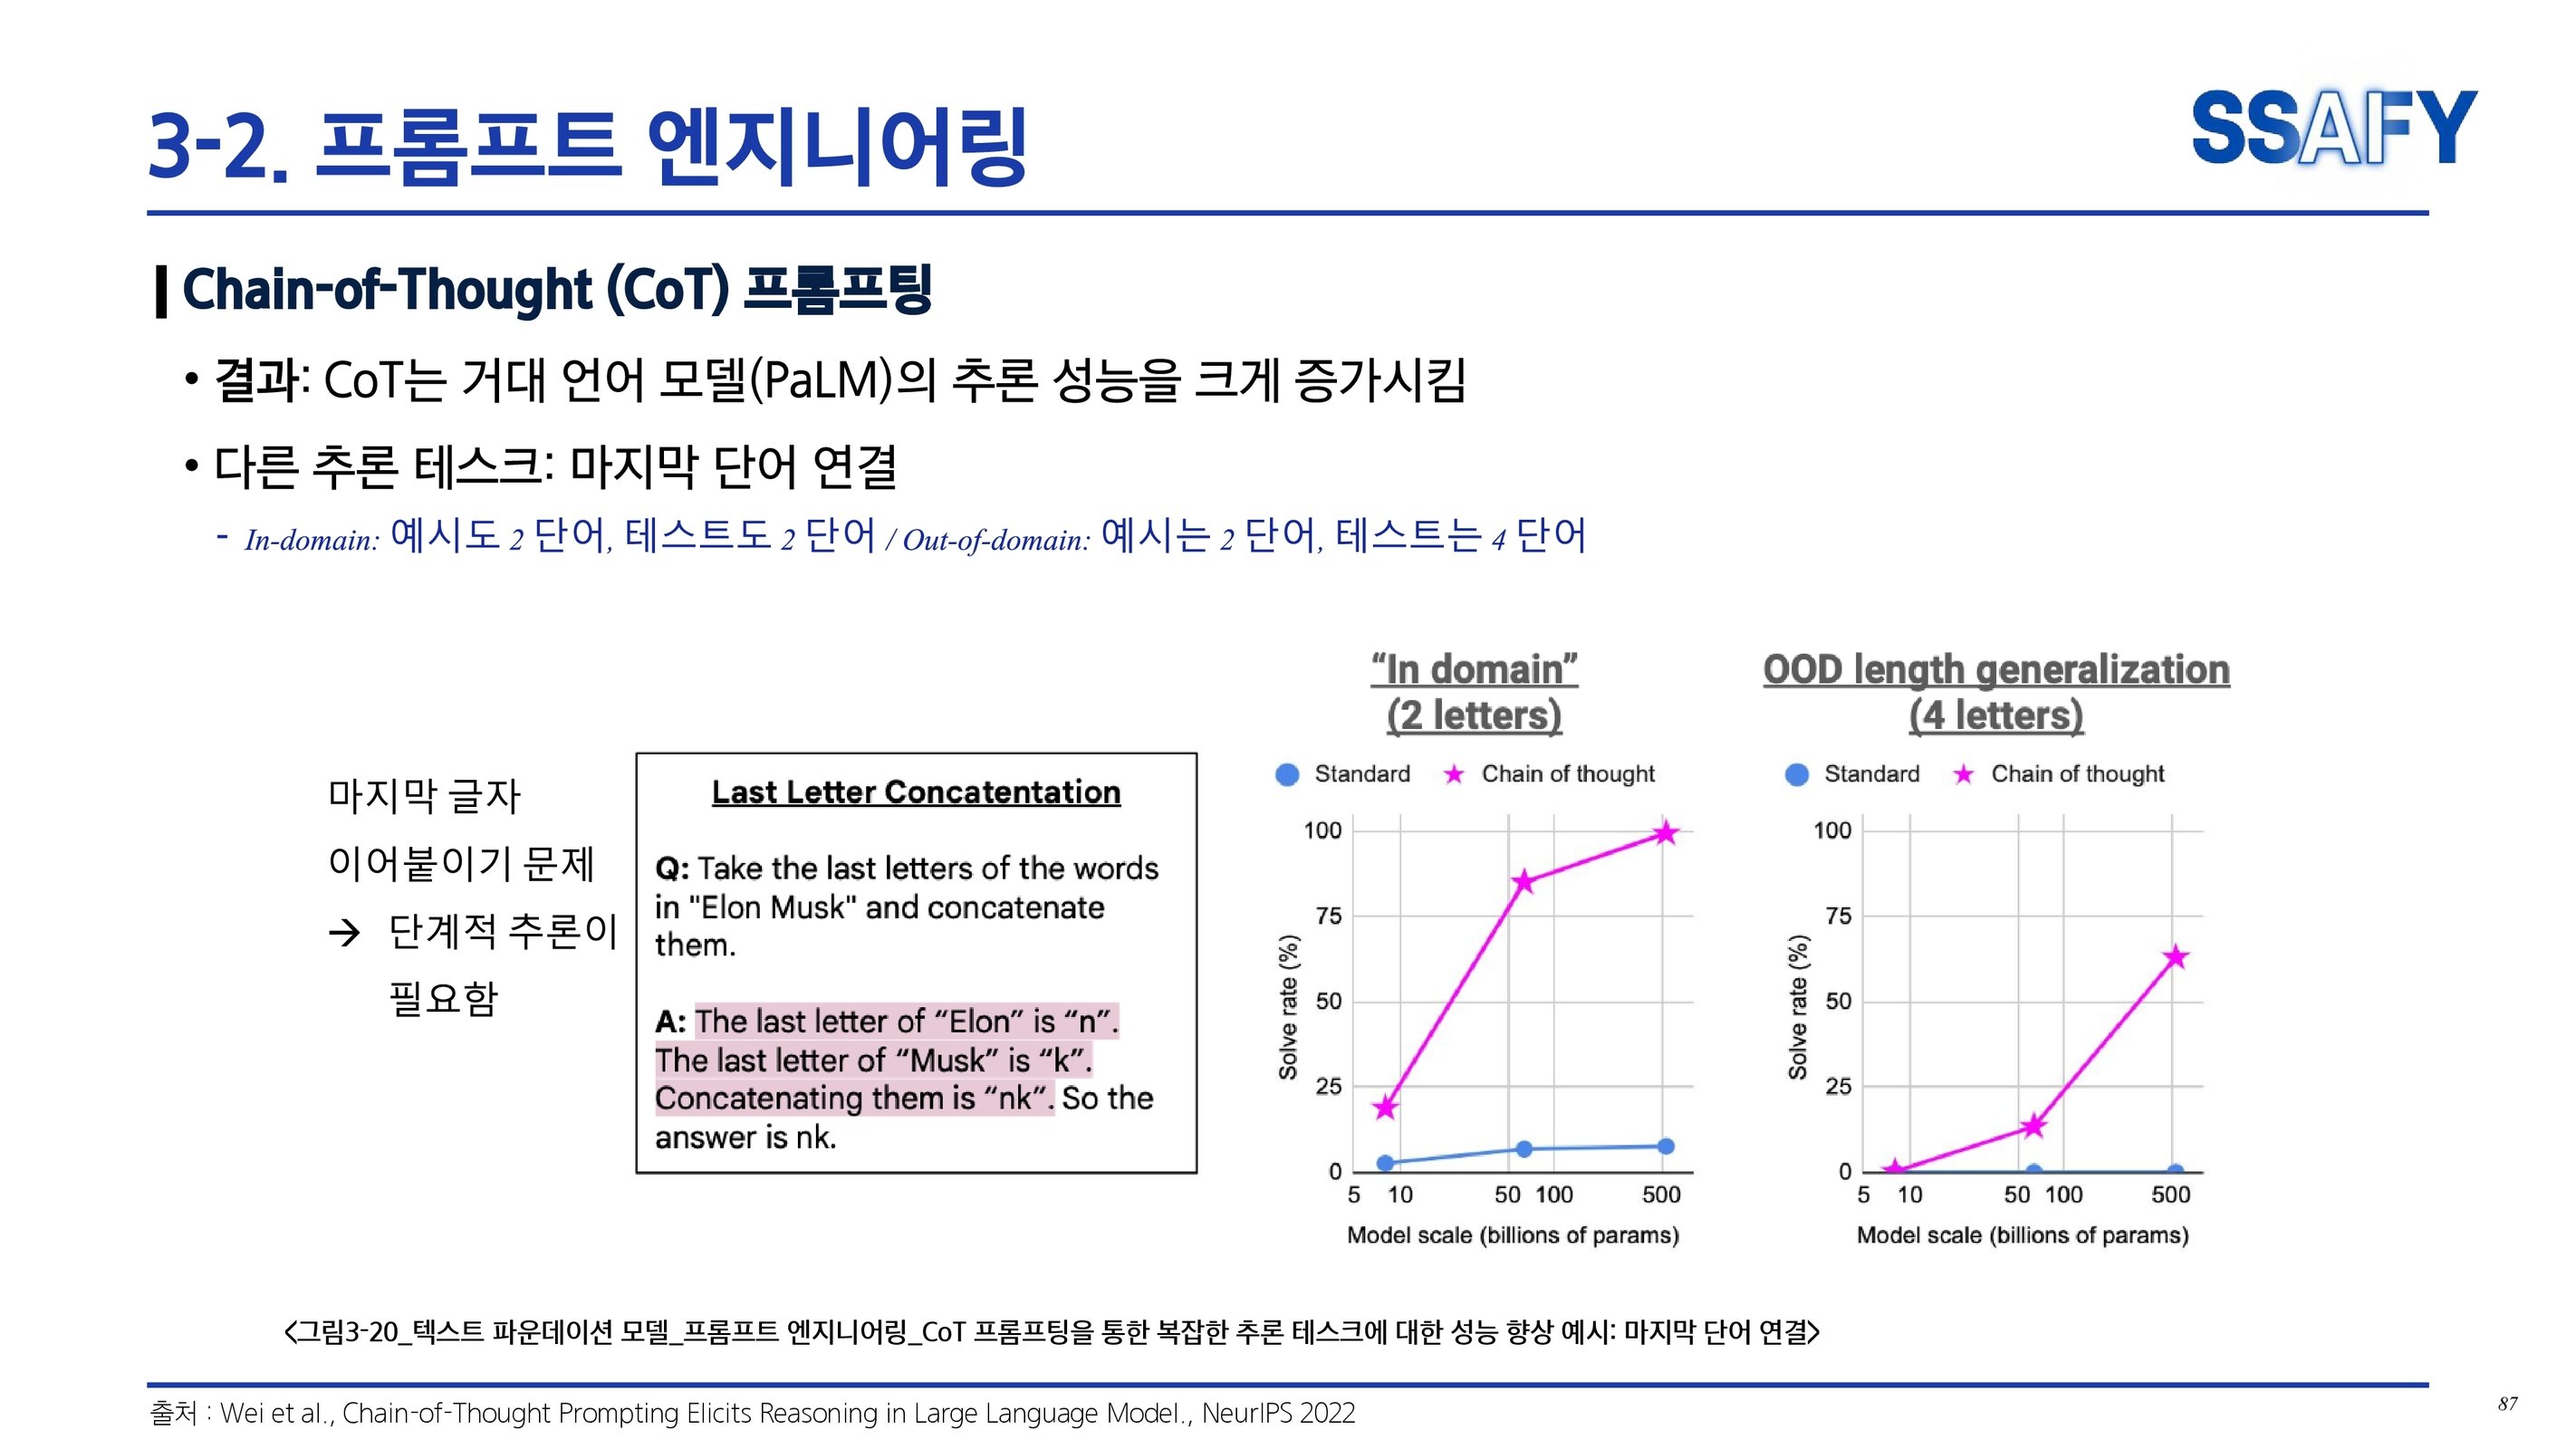 3-2. 프롬프트 엔지니어링
SSAFY
Chain-of-Thought (CoT) 프롬프팅
• 결과: CoT는 거대 언어 모델(PaLM)의 추론 성능을 크게 증가시킴
• 다른 추론 테스크: 마지막 단어 연결
- In-domain: 예시도 2 단어, 테스트도 2 단어 / Out-of-domain: 예시는 2 단어, 테스트는 4 단어
마지막 글자
이어붙이기 문제
→ 단계적 추론이
필요함
Last Letter Concatentation
Q: Take the last letters of the words
in "Elon Musk" and concatenate
them.
A: The last letter of “Elon” is “n”.
The last letter of “Musk” is “k”.
Concatenating them is “nk”. So the
answer is nk.
“In domain”
(2 letters)
Standard Chain of thought
100
75
50
25
0
Solve rate (%)
5 10 50 100 500
Model scale (billions of params)
OOD length generalization
(4 letters)
Standard Chain of thought
100
75
50
25
0
Solve rate (%)
5 10 50 100 500
Model scale (billions of params)
<그림3-20_텍스트 파운데이션 모델_프롬프트 엔지니어링_CoT 프롬프팅을 통한 복잡한 추론 테스크에 대한 성능 향상 예시: 마지막 단어 연결>
출처 : Wei et al., Chain-of-Thought Prompting Elicits Reasoning in Large Language Model., NeurIPS 2022
87